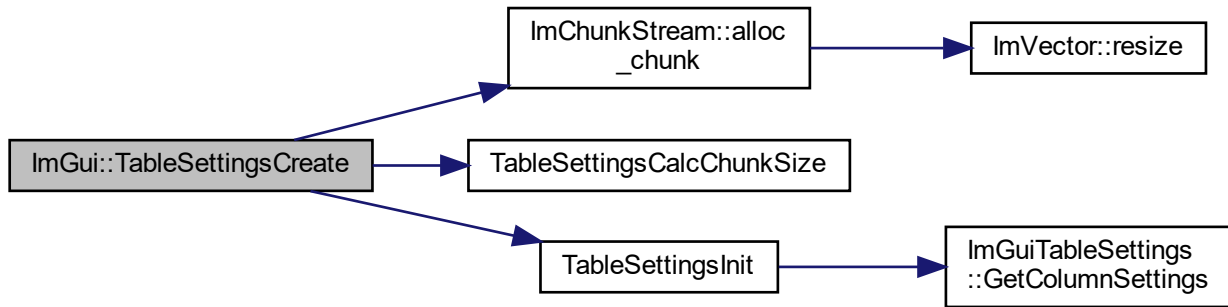 ImChunkStream::alloc
_chunk
ImVector::resize
ImGui::TableSettingsCreate
TableSettingsCalcChunkSize
TableSettingsInit
ImGuiTableSettings
::GetColumnSettings